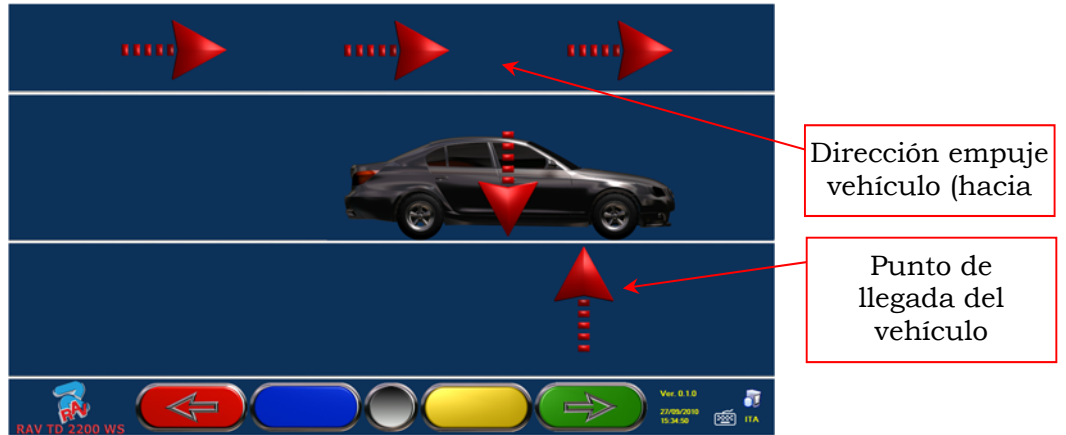 Dirección empuje
vehículo (hacia
Punto de
llegada del
vehículo
RAV
RAV TD 2200 WS
Ver. 0.1.0
27/09/2010
15:34:50
ITA